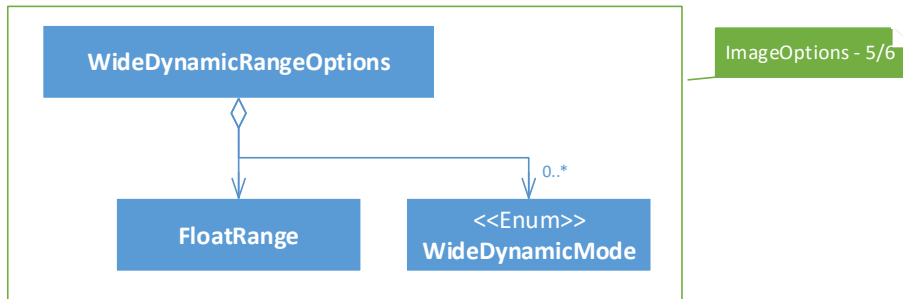 WideDynamicRangeOptions
ImageOptions - 5/6
0..*
FloatRange
<<Enum>>
WideDynamicMode